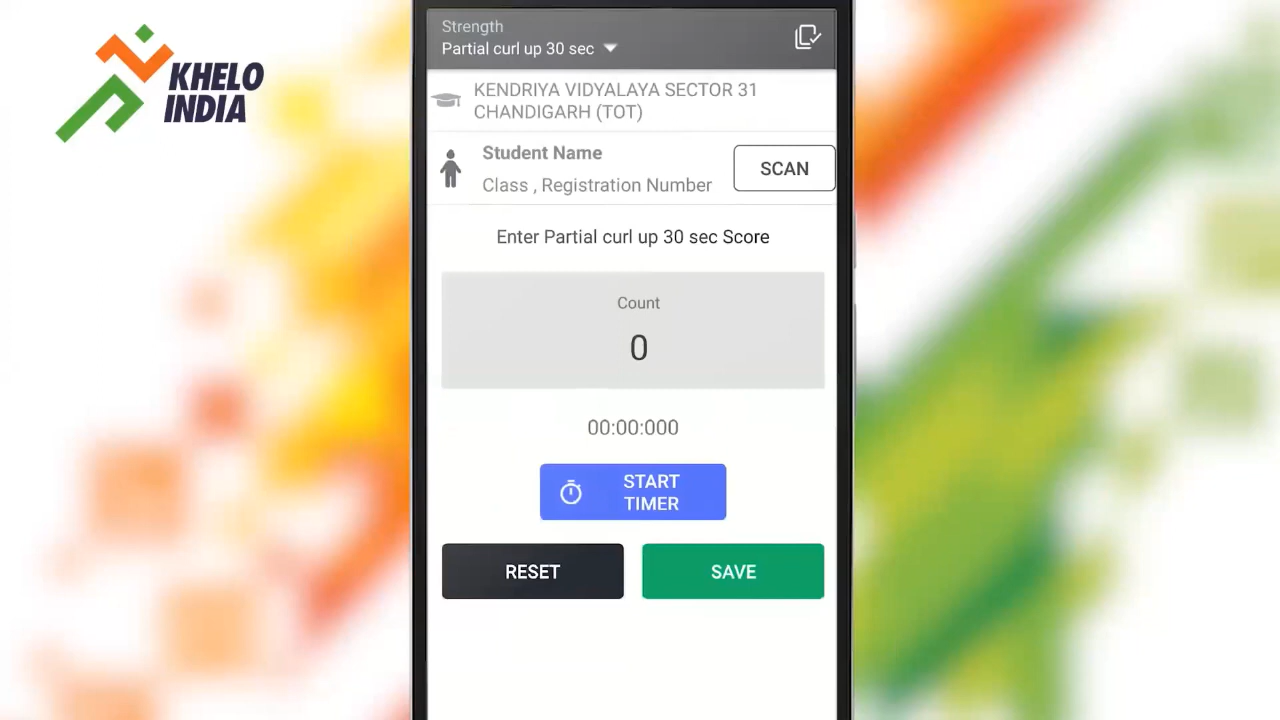 KHELO
INDIA
Strength
Partial curl up 30 sec
KENDRIYA VIDYALAYA SECTOR 31
CHANDIGARH (TOT)
Student Name
Class , Registration Number
SCAN
Enter Partial curl up 30 sec Score
Count
0
00:00:000
START
TIMER
RESET
SAVE